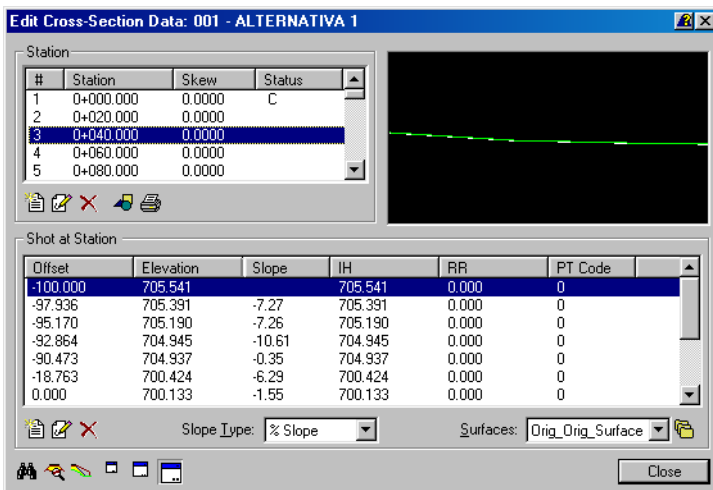 Edit Cross-Section Data: 001 - ALTERNATIVA 1
Station
# Station Skew Status
1 0+000.000 0.0000 C
2 0+020.000 0.0000
3 0+040.000 0.0000
4 0+060.000 0.0000
5 0+080.000 0.0000
Shot at Station
Offset Elevation Slope IH RR PT Code
-100.000 705.541 705.541 0.000 0
-97.936 705.391 -7.27 705.391 0.000 0
-95.170 705.190 -7.26 705.190 0.000 0
-92.864 704.945 -10.61 704.945 0.000 0
-90.473 704.937 -0.35 704.937 0.000 0
-18.763 700.424 -6.29 700.424 0.000 0
0.000 700.133 -1.55 700.133 0.000 0
Slope Type: % Slope Surfaces: Orig_Orig_Surface
Close